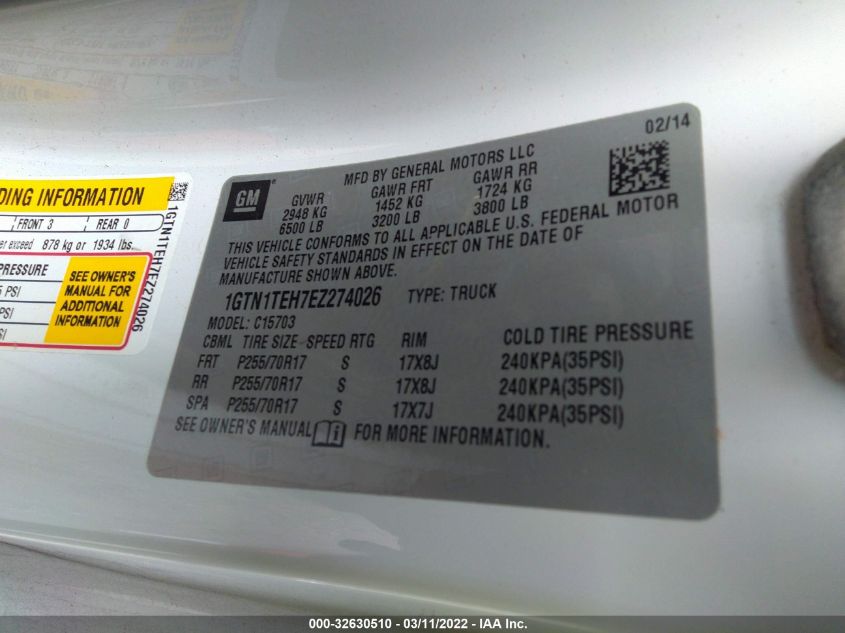 DING INFORMATION
FRONT 3 REAR 0
er exceed 878 kg or 1934 lbs.
PRESSURE
PSI
PSI
SEE OWNER'S
MANUAL FOR
ADDITIONAL
INFORMATION
1GTN1TEH7EZ274026
02/14
GM
MFD BY GENERAL MOTORS LLC
GVWR GAWR FRT GAWR RR
2948 KG 1452 KG 1724 KG
6500 LB 3200 LB 3800 LB
THIS VEHICLE CONFORMS TO ALL APPLICABLE U.S. FEDERAL MOTOR
VEHICLE SAFETY STANDARDS IN EFFECT ON THE DATE OF
MANUFACTURE SHOWN ABOVE.
1GTN1TEH7EZ274026 TYPE: TRUCK
MODEL: C15703
CBML TIRE SIZE SPEED RTG RIM COLD TIRE PRESSURE
FRT P255/70R17 S 17X8J 240KPA(35PSI)
RR P255/70R17 S 17X8J 240KPA(35PSI)
SPA P255/70R17 S 17X7J 240KPA(35PSI)
SEE OWNER'S MANUAL FOR MORE INFORMATION.
000-32630510 - 03/11/2022 - IAA Inc.